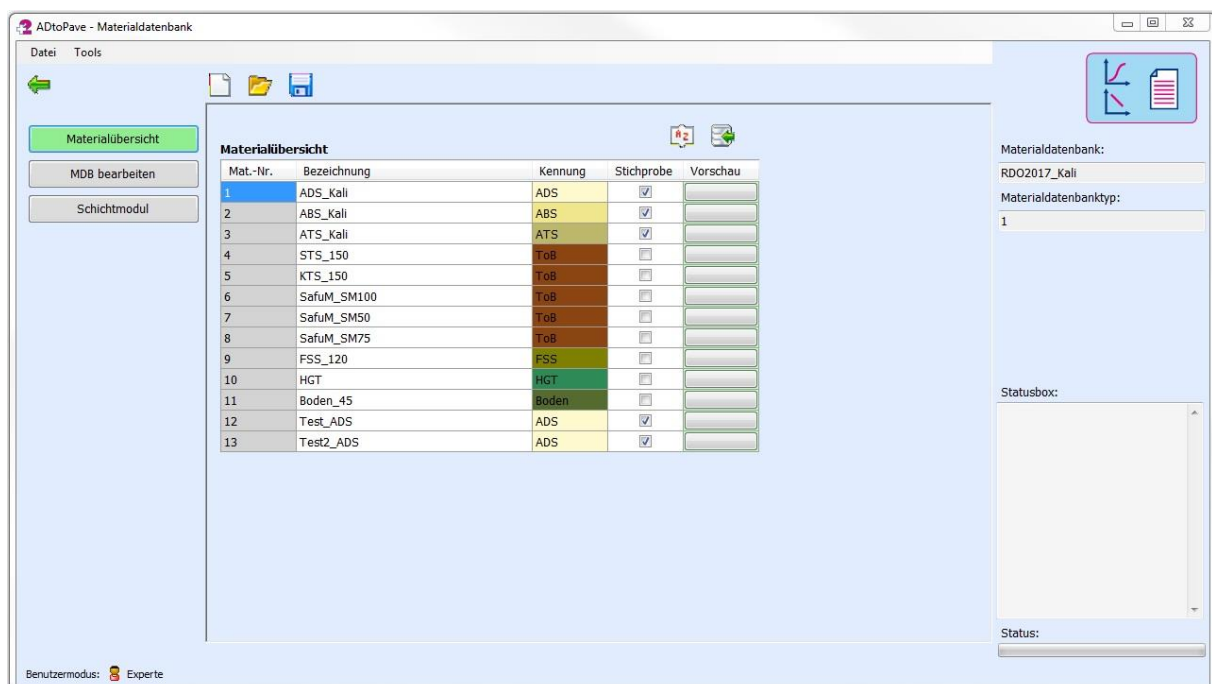 ADtoPave - Materialdatenbank
Datei Tools
Materialübersicht
MDB bearbeiten
Schichtmodul
Materialübersicht
Mat.-Nr. Bezeichnung Kennung Stichprobe Vorschau
1 ADS_Kali ADS
2 ABS_Kali ABS
3 ATS_Kali ATS
4 STS_150 ToB
5 KTS_150 ToB
6 SafuM_SM100 ToB
7 SafuM_SM50 ToB
8 SafuM_SM75 ToB
9 FSS_120 FSS
10 HGT HGT
11 Boden_45 Boden
12 Test_ADS ADS
13 Test2_ADS ADS
Materialdatenbank:
RDO2017_Kali
Materialdatenbanktyp:
1
Statusbox:
Status:
Benutzermodus: Experte